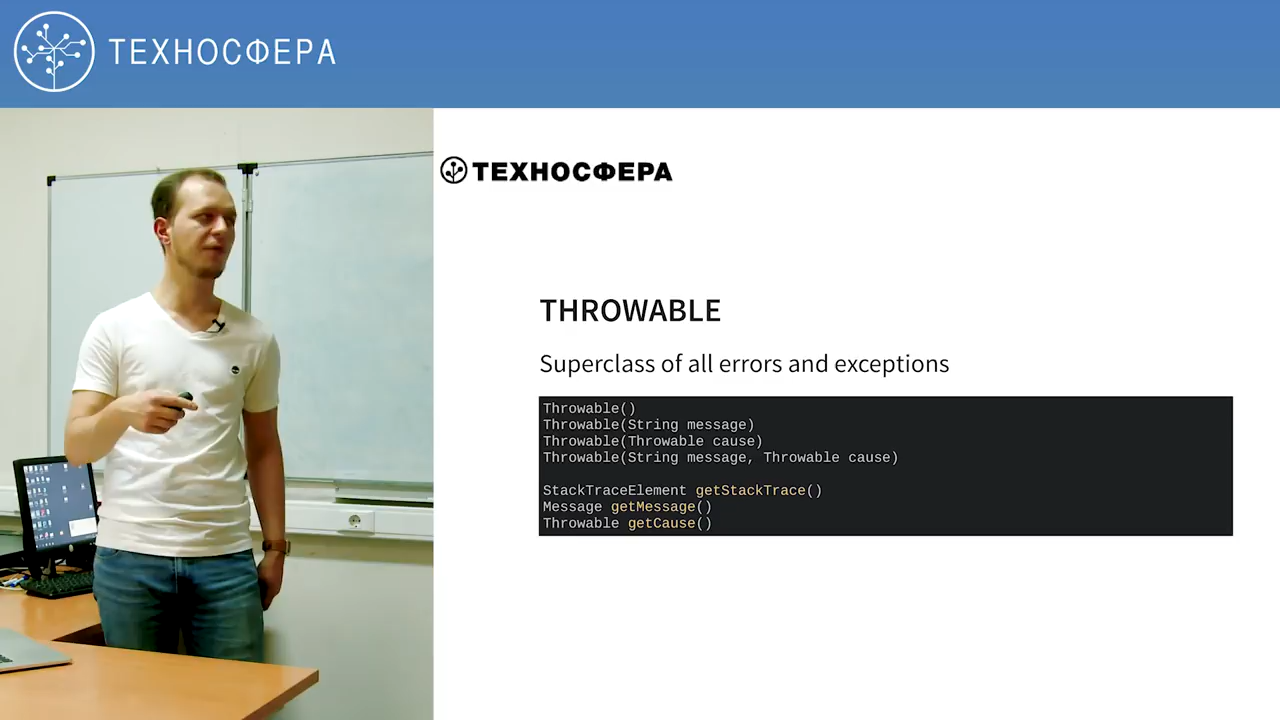 ТЕХНОСФЕРА
ТЕХНОСФЕРА
THROWABLE
Superclass of all errors and exceptions
Throwable()
Throwable(String message)
Throwable(Throwable cause)
Throwable(String message, Throwable cause)
StackTraceElement getStackTrace()
Message getMessage()
Throwable getCause()